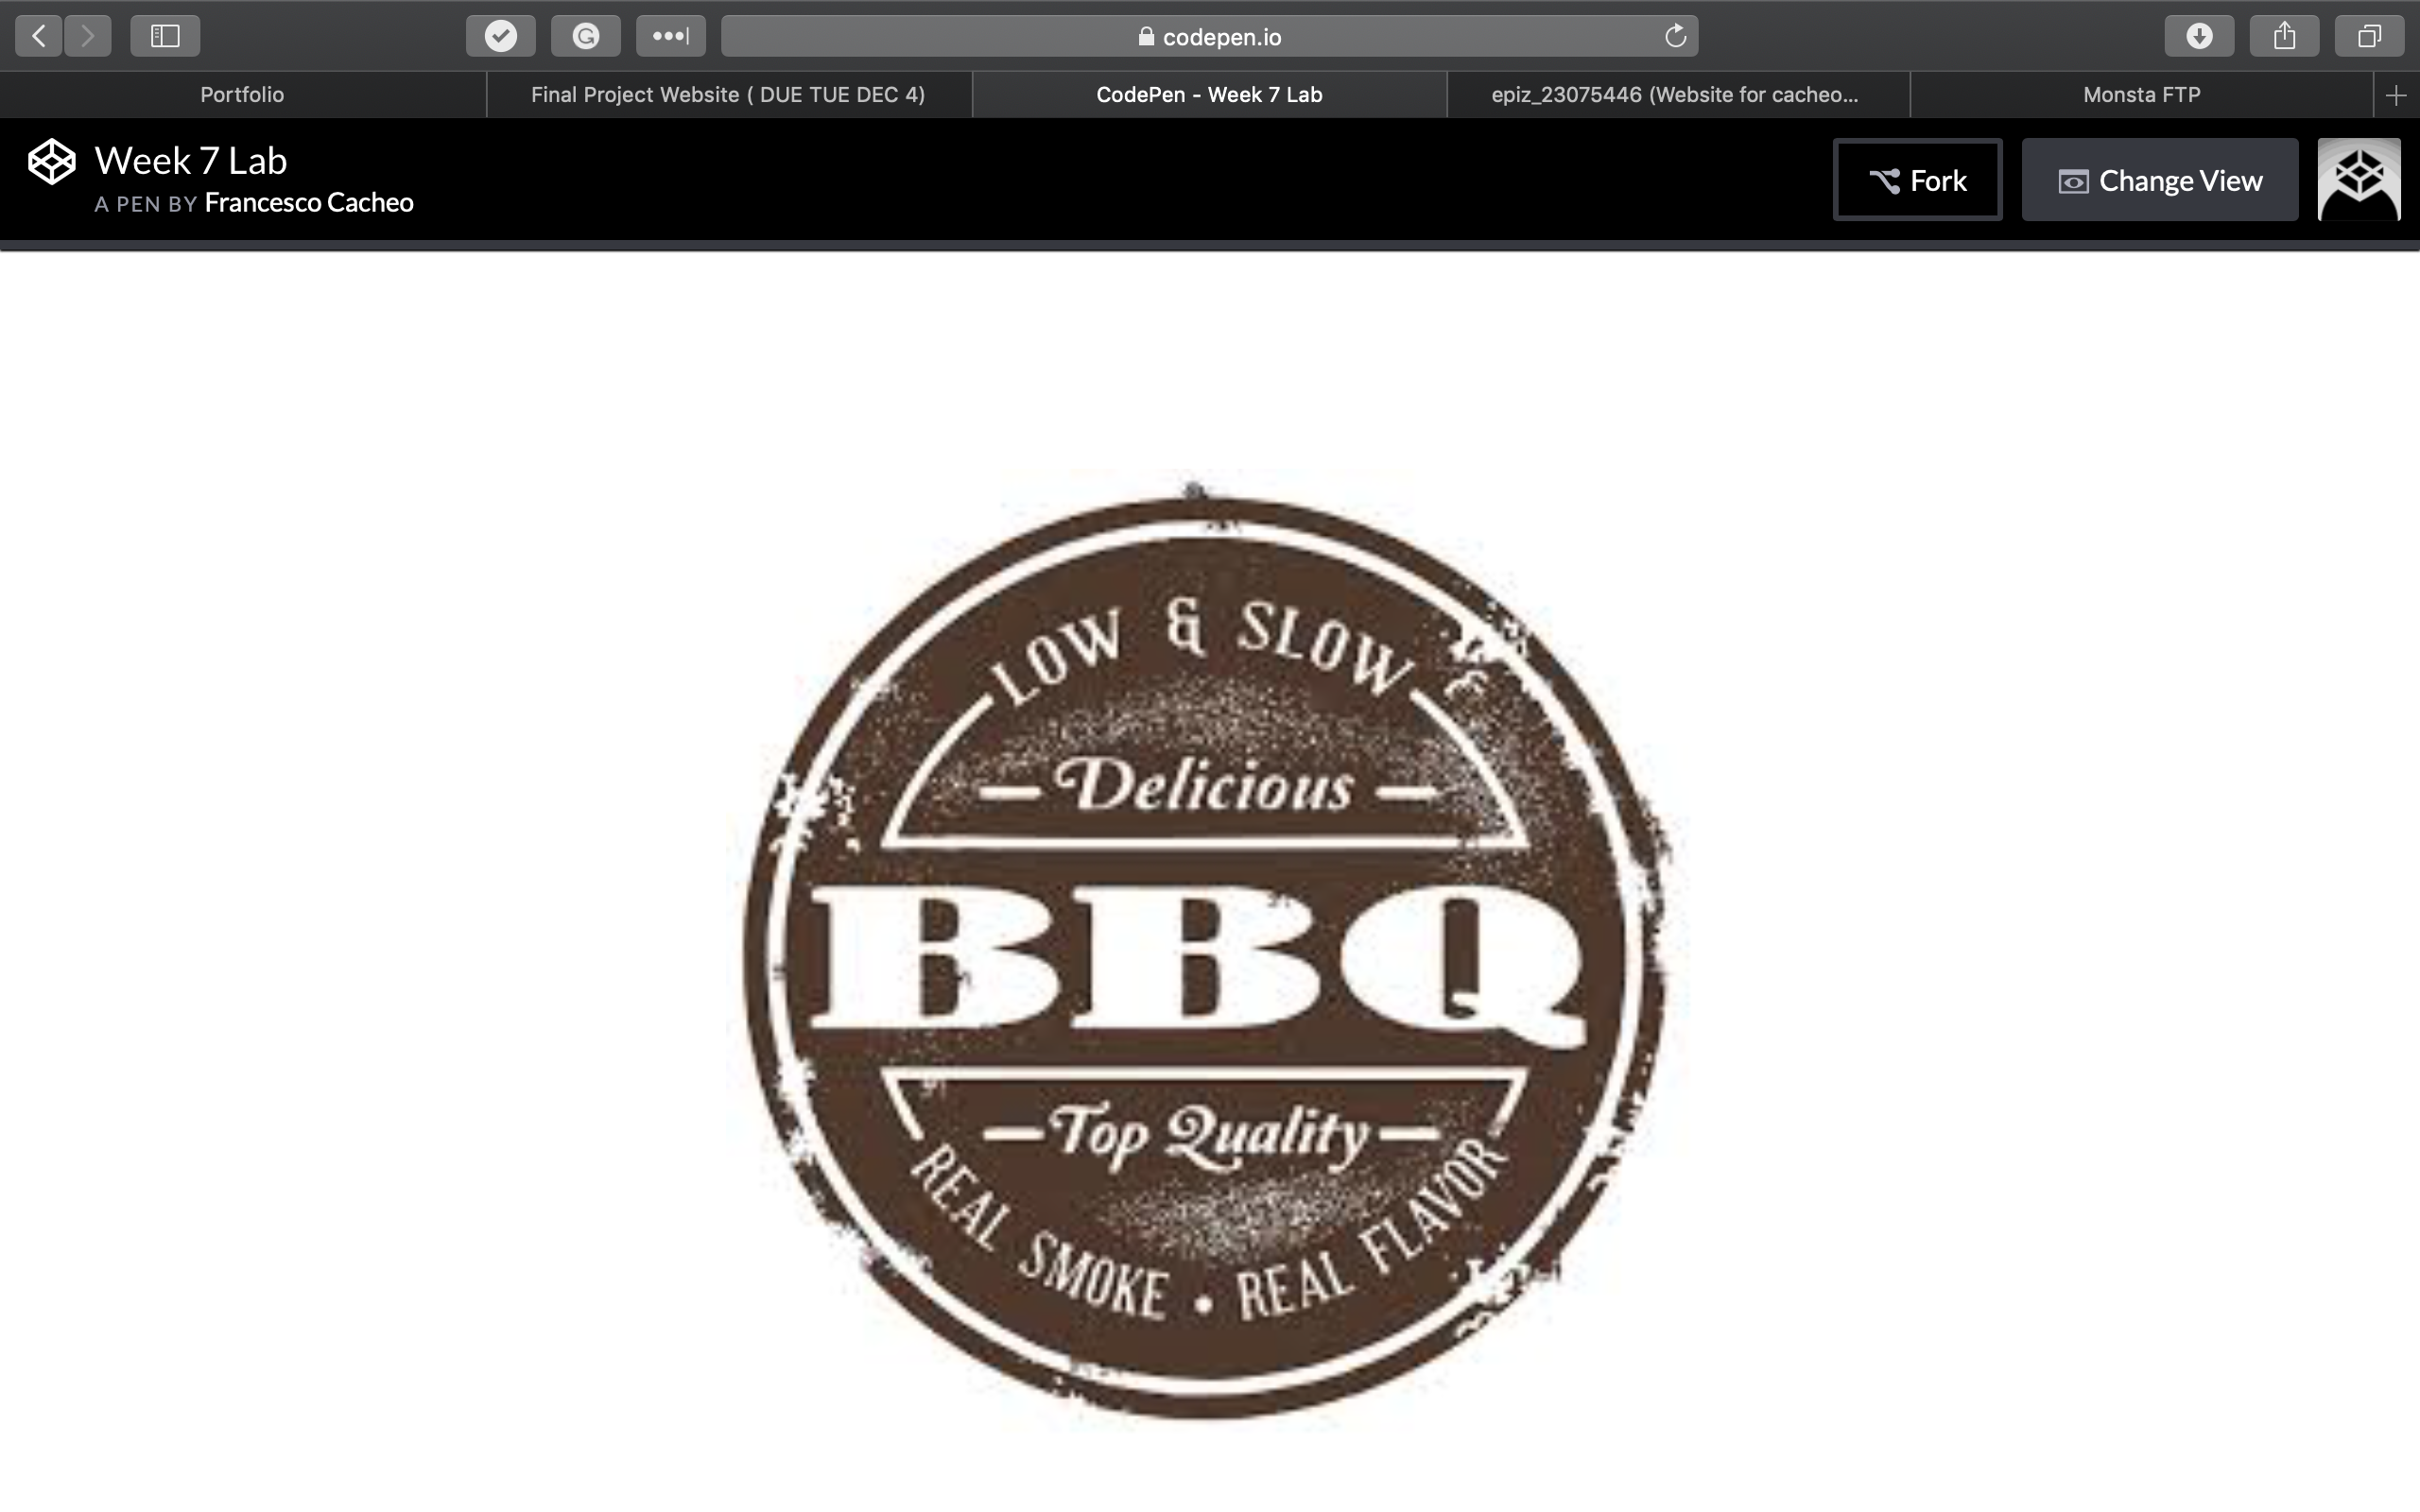 codepen.io
Portfolio
Final Project Website ( DUE TUE DEC 4)
CodePen - Week 7 Lab
epiz_23075446 (Website for cacheo...
Monsta FTP
Week 7 Lab
A PEN BY Francesco Cacheo
Fork
Change View
LOW & SLOW
Delicious
BBQ
Top Quality
REAL SMOKE • REAL FLAVOR